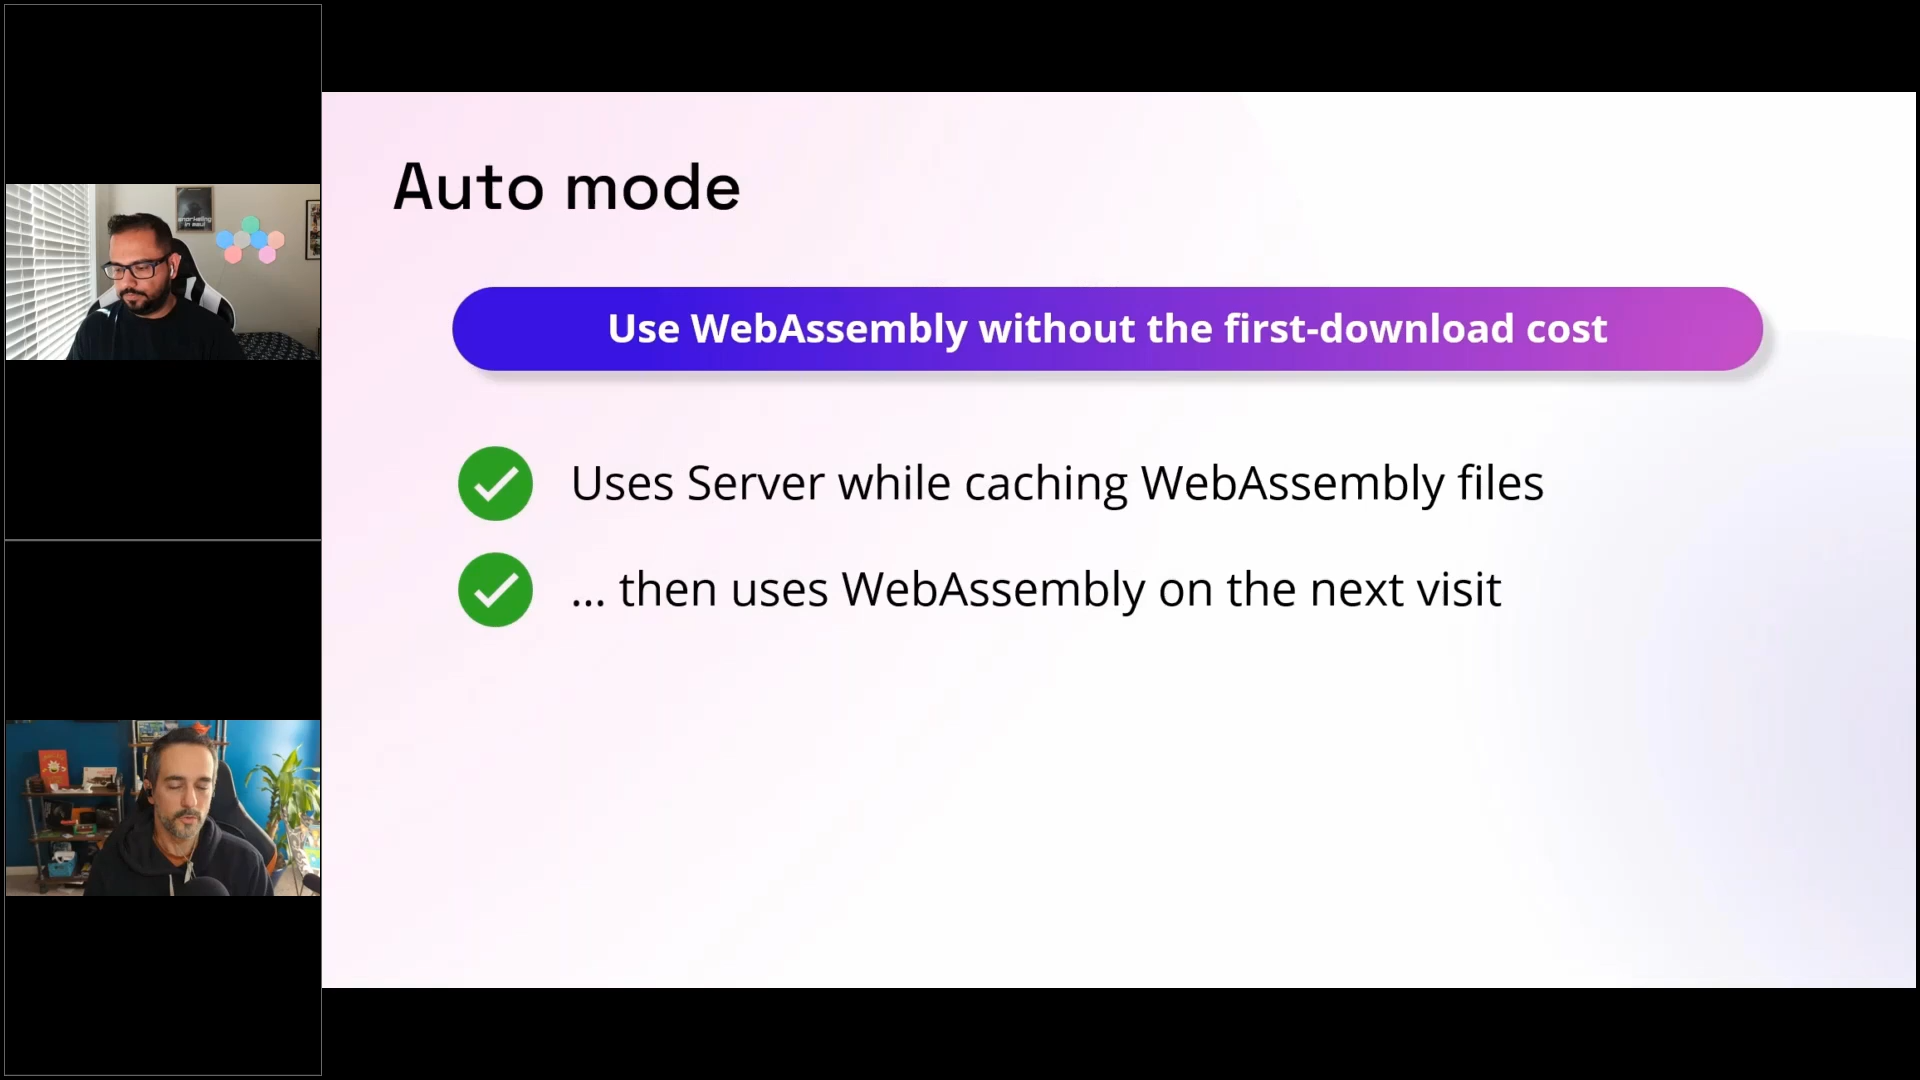 Auto mode
Use WebAssembly without the first-download cost
Uses Server while caching WebAssembly files
... then uses WebAssembly on the next visit